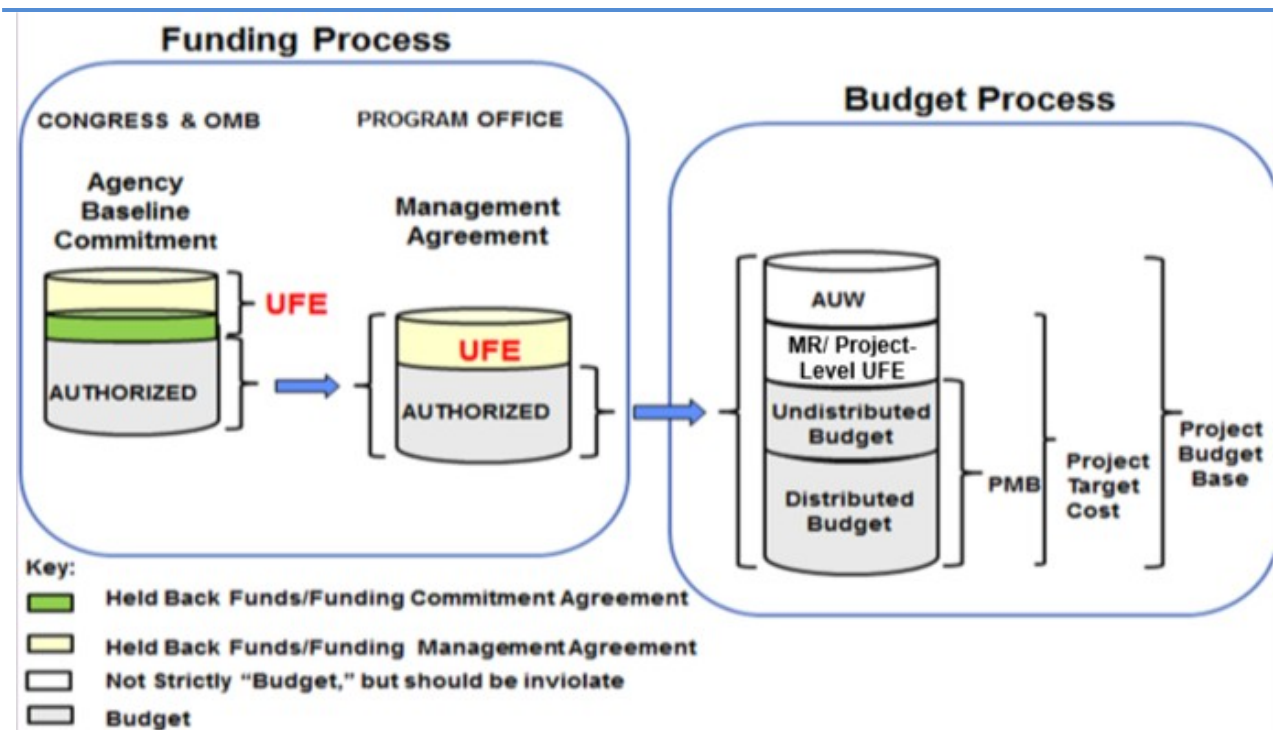 Funding Process
CONGRESS & OMB
PROGRAM OFFICE
Agency
Baseline
Commitment
UFE
AUTHORIZED
Management
Agreement
UFE
AUTHORIZED
Budget Process
AUW
MR/ Project-
Level UFE
Undistributed
Budget
Distributed
Budget
PMB
Project
Target
Cost
Project
Budget
Base
Key:
Held Back Funds/Funding Commitment Agreement
Held Back Funds/Funding Management Agreement
Not Strictly “Budget,” but should be inviolate
Budget